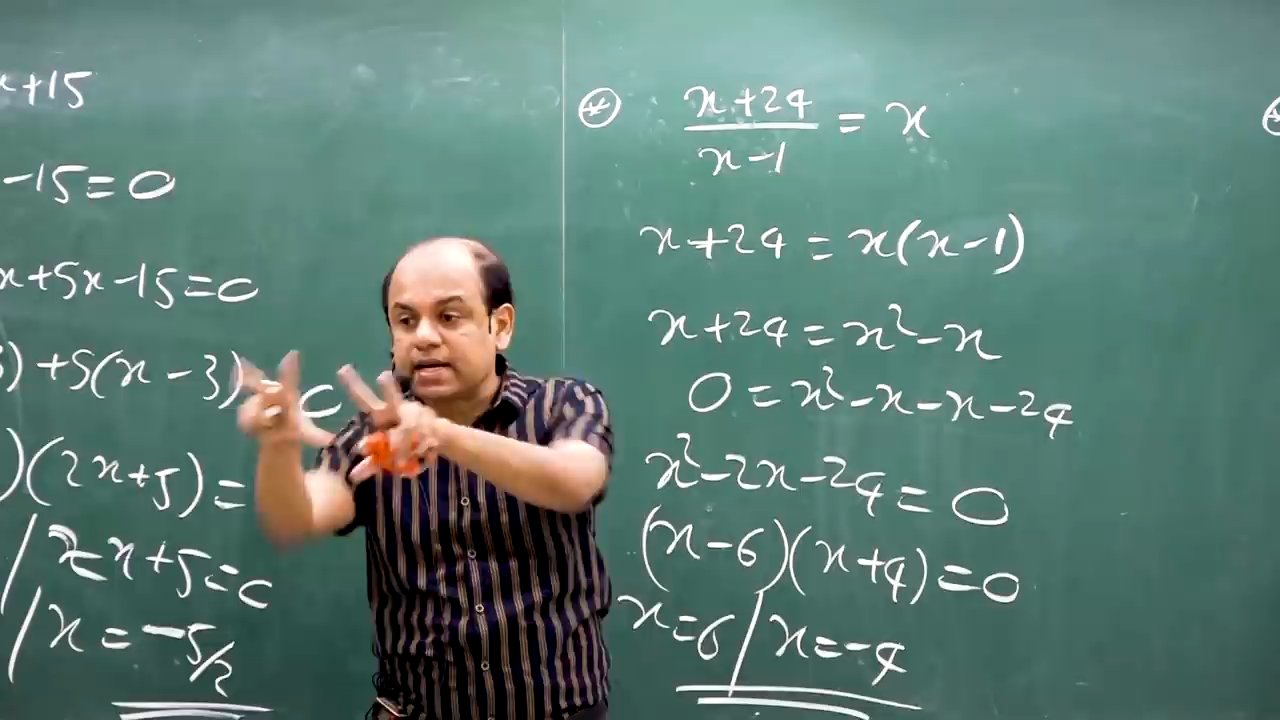 x+15
-15=0
x+5x-15=0
) +5(x-3)
)(2x+5)=
/ 2x+5=0
/ x=-5/2
* x+24/x-1 = x
x+24=x(x-1)
x+24=x²-x
0=x²-x-x-24
x²-2x-24=0
(x-6)(x+4)=0
x=6/x=-4